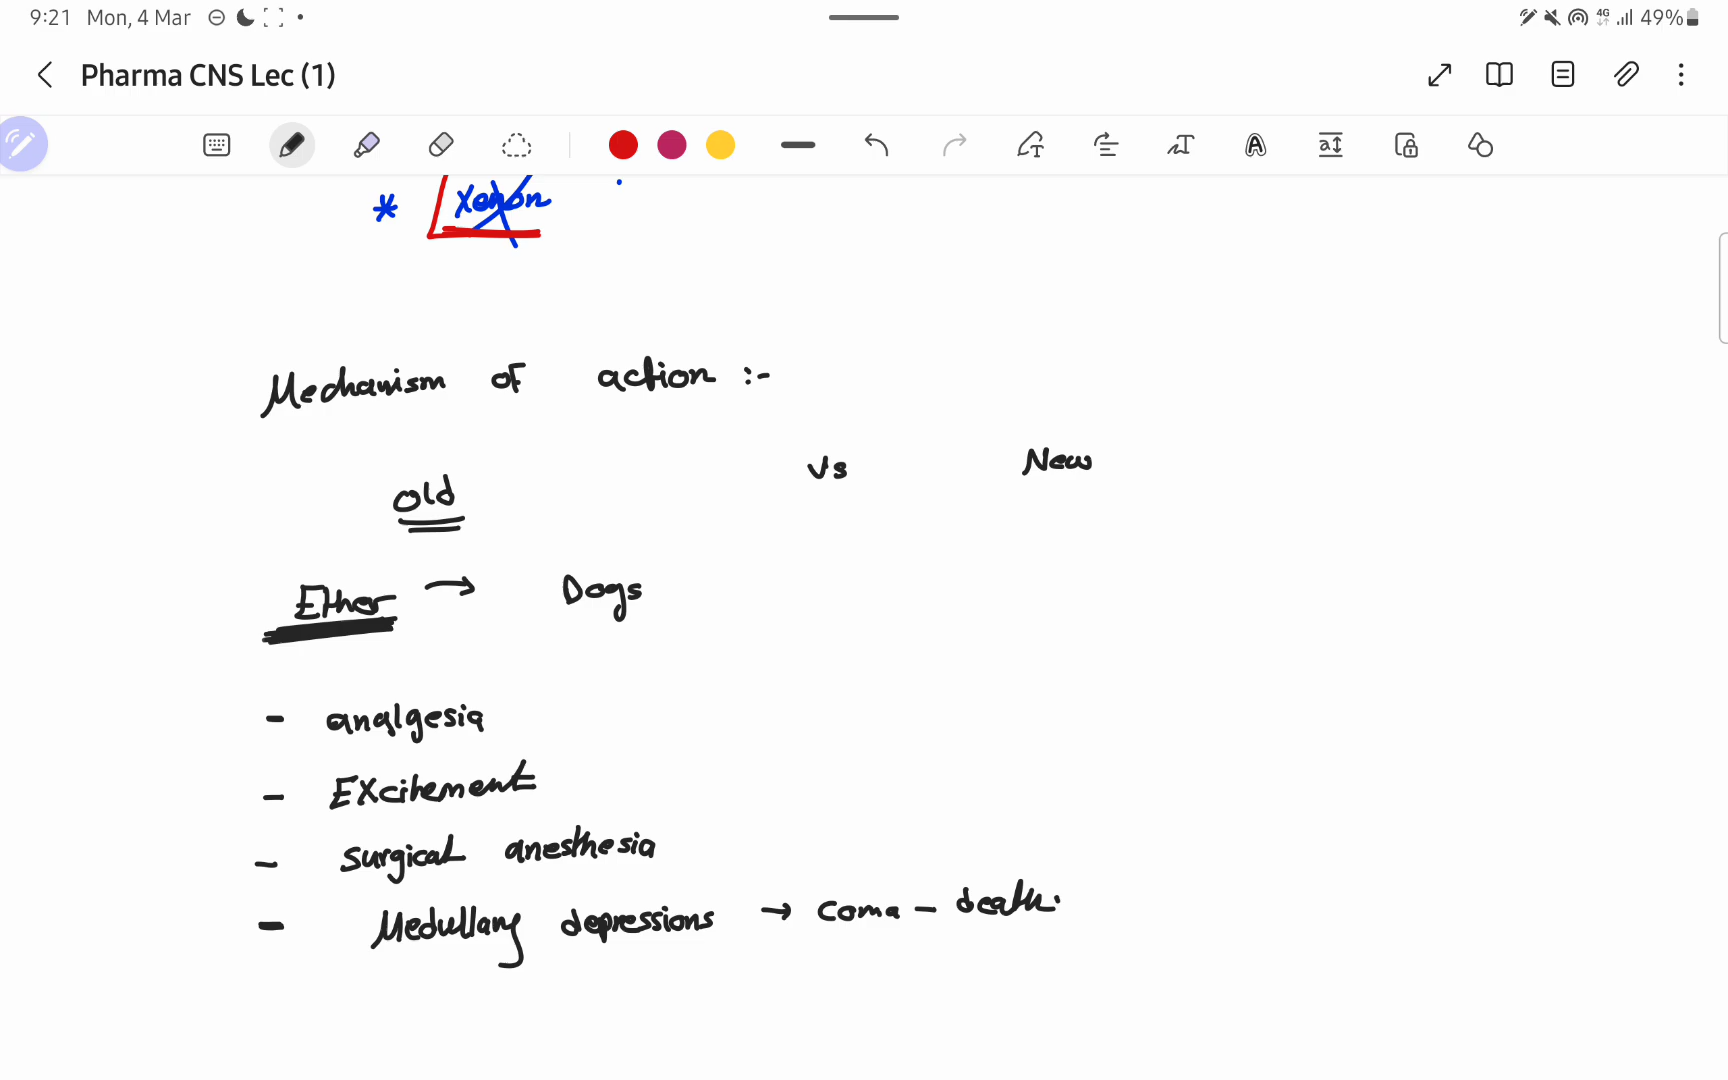 9:21 Mon, 4 Mar 4G 49%
Pharma CNS Lec (1)
* Xenon
Mechanism of action :-
old vs New
Ether → Dogs
- analgesia
- EXcitement
- surgical anesthesia
- Medullary depressions → coma - death.